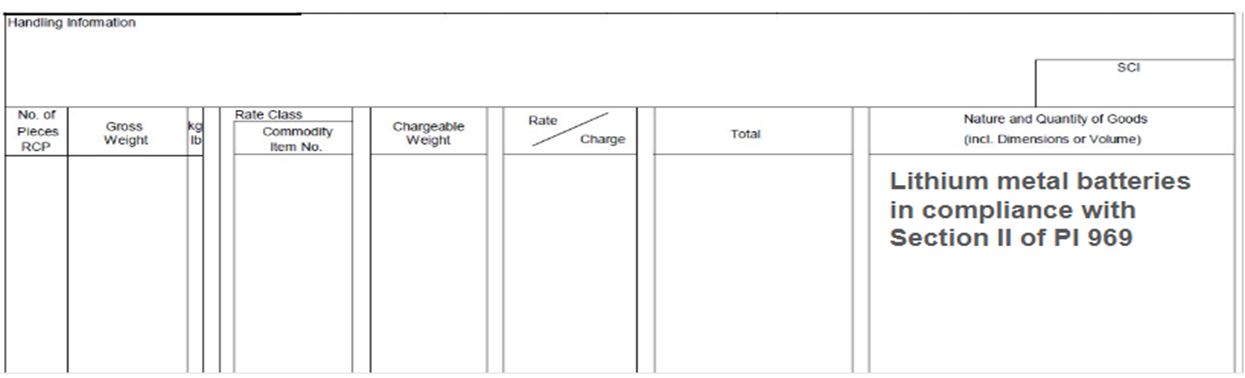 Handling Information
SCI
No. of
Pieces
RCP
Gross
Weight
kg
lb
Rate Class
Commodity
Item No.
Chargeable
Weight
Rate
Charge
Total
Nature and Quantity of Goods
(incl. Dimensions or Volume)
Lithium metal batteries
in compliance with
Section II of PI 969